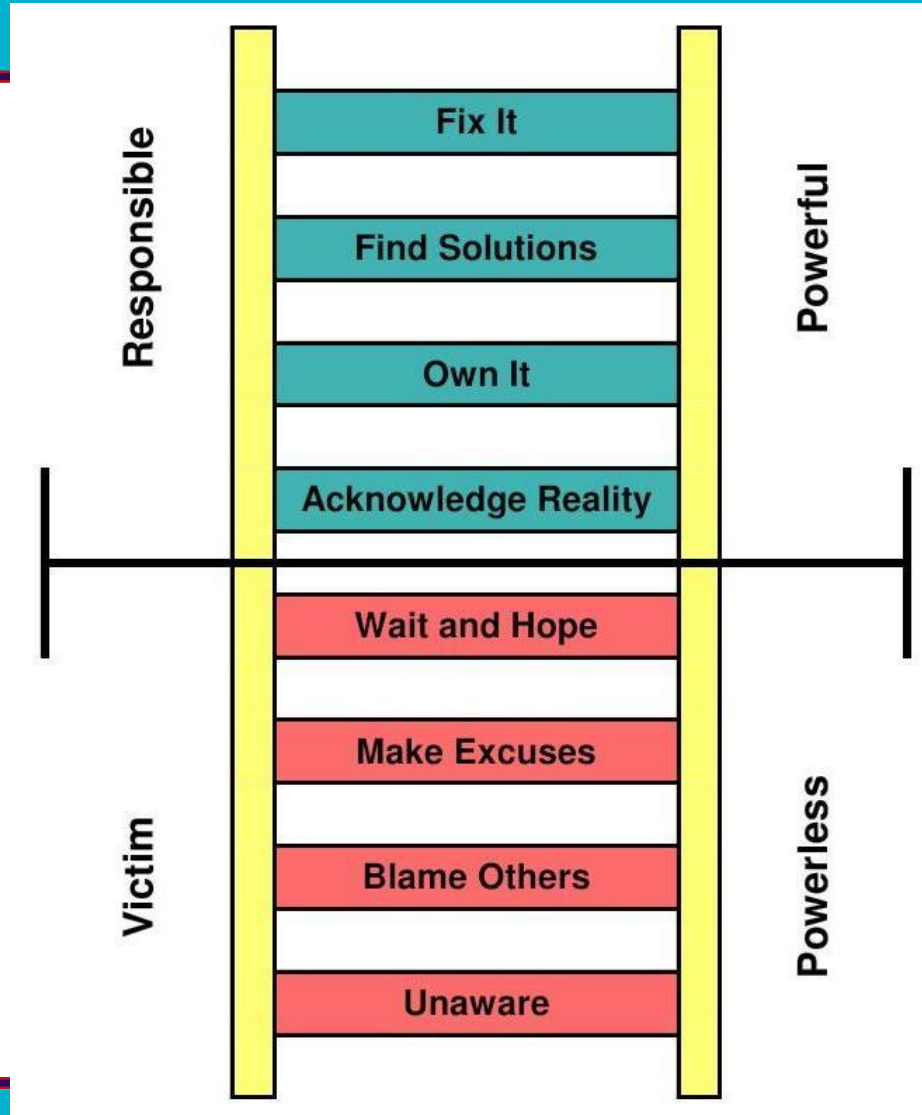 Responsible
Powerful
Fix It
Find Solutions
Own It
Acknowledge Reality
Wait and Hope
Make Excuses
Blame Others
Unaware
Victim
Powerless